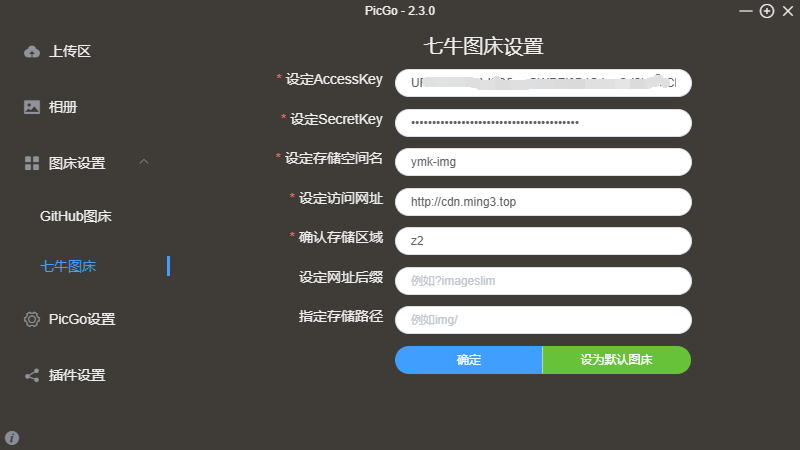 PicGo - 2.3.0
上传区
相册
图床设置
GitHub图床
七牛图床
PicGo设置
插件设置
七牛图床设置
* 设定AccessKey
* 设定SecretKey
••••••••••••••••••••••••••••••••••••••••
* 设定存储空间名
ymk-img
* 设定访问网址
http://cdn.ming3.top
* 确认存储区域
z2
设定网址后缀
例如?imageslim
指定存储路径
例如img/
确定
设为默认图床